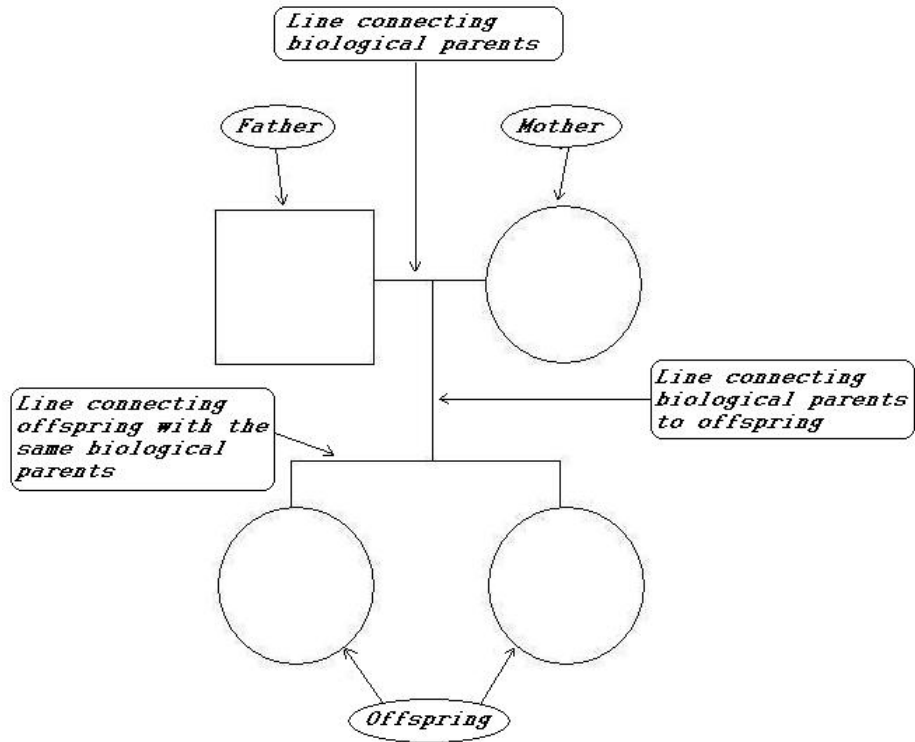 Line connecting
biological parents
Father
Mother
Line connecting
biological parents
to offspring
Line connecting
offspring with the
same biological
parents
Offspring